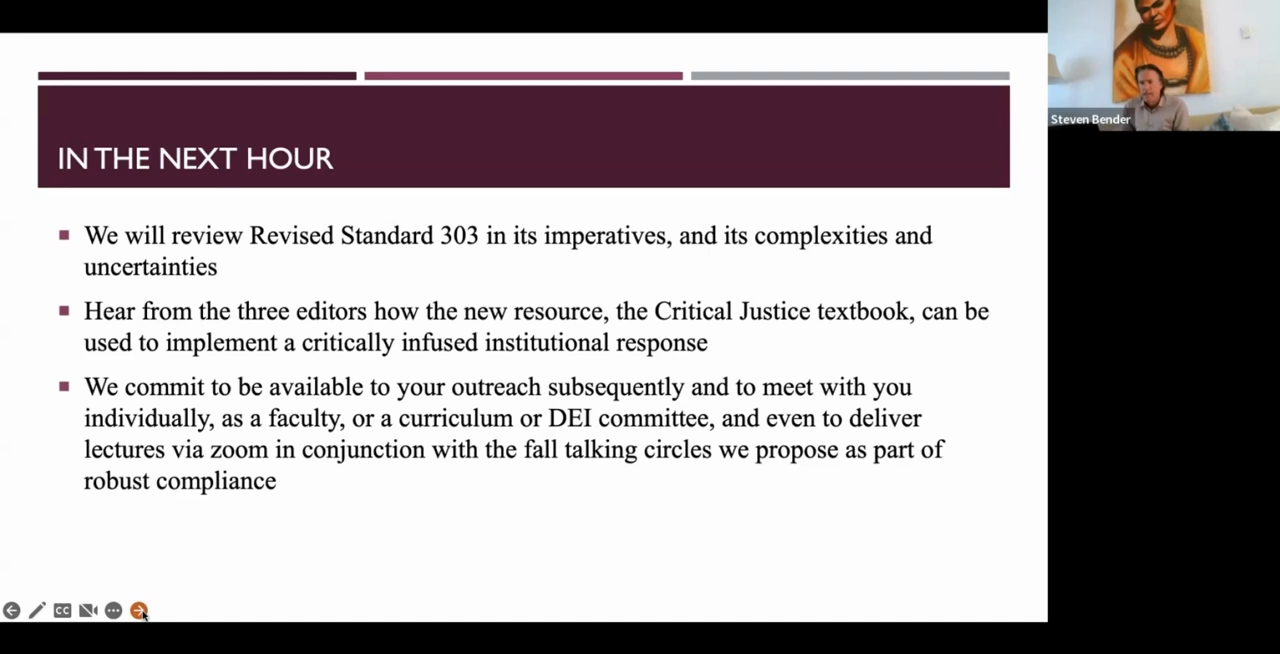 IN THE NEXT HOUR
We will review Revised Standard 303 in its imperatives, and its complexities and
uncertainties
Hear from the three editors how the new resource, the Critical Justice textbook, can be
used to implement a critically infused institutional response
We commit to be available to your outreach subsequently and to meet with you
individually, as a faculty, or a curriculum or DEI committee, and even to deliver
lectures via zoom in conjunction with the fall talking circles we propose as part of
robust compliance
Steven Bender
CC